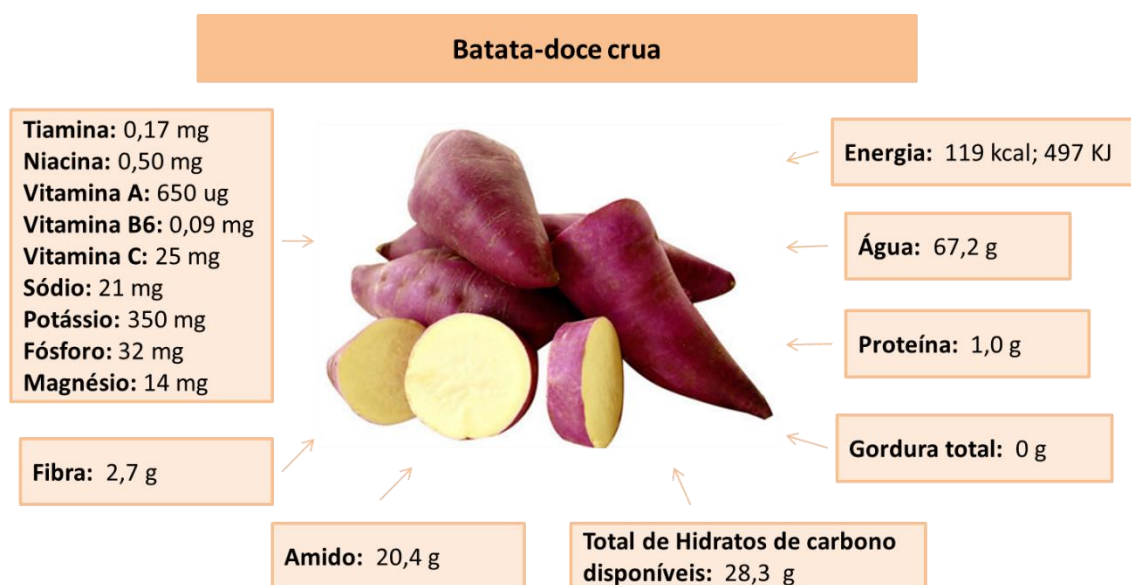 Batata-doce crua
Tiamina: 0,17 mg
Niacina: 0,50 mg
Vitamina A: 650 ug
Vitamina B6: 0,09 mg
Vitamina C: 25 mg
Sódio: 21 mg
Potássio: 350 mg
Fósforo: 32 mg
Magnésio: 14 mg
Fibra: 2,7 g
Amido: 20,4 g
Total de Hidratos de carbono
disponíveis: 28,3 g
Energia: 119 kcal; 497 KJ
Água: 67,2 g
Proteína: 1,0 g
Gordura total: 0 g